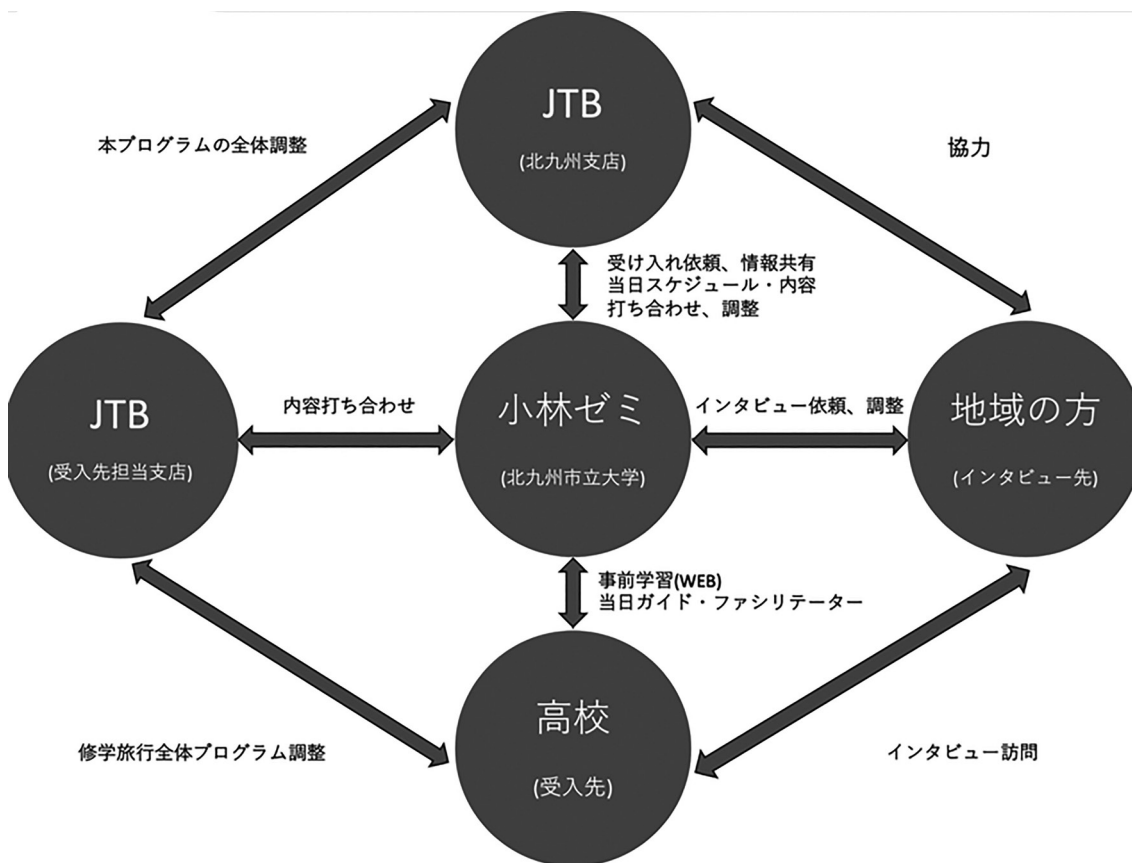 JTB
(北九州支店)
本プログラムの全体調整
協力
受け入れ依頼、情報共有
当日スケジュール・内容
打ち合わせ、調整
JTB
(受入先担当支店)
内容打ち合わせ
小林ゼミ
(北九州市立大学)
インタビュー依頼、調整
地域の方
(インタビュー先)
事前学習(WEB)
当日ガイド・ファシリテーター
高校
(受入先)
修学旅行全体プログラム調整
インタビュー訪問